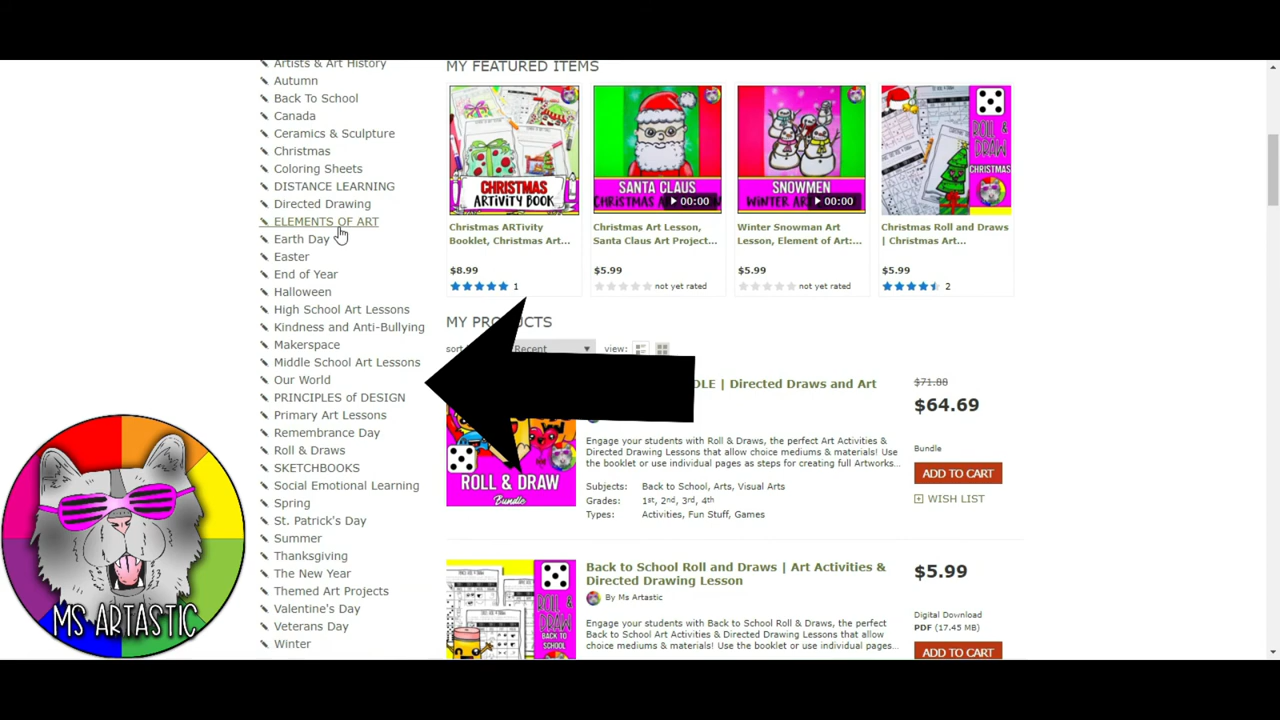 Artists & Art History
Autumn
Back To School
Canada
Ceramics & Sculpture
Christmas
Coloring Sheets
DISTANCE LEARNING
Directed Drawing
ELEMENTS OF ART
Earth Day
Easter
End of Year
Halloween
High School Art Lessons
Kindness and Anti-Bullying
Makerspace
Middle School Art Lessons
Our World
PRINCIPLES of DESIGN
Primary Art Lessons
Remembrance Day
Roll & Draws
SKETCHBOOKS
Social Emotional Learning
Spring
St. Patrick's Day
Summer
Thanksgiving
The New Year
Themed Art Projects
Valentine's Day
Veterans Day
Winter
MS ARTASTIC
MY FEATURED ITEMS
CHRISTMAS
ARTIVITY BOOK
Christmas ARTivity
Booklet, Christmas Art...
$8.99
1
SANTA CLAUS
CHRISTMAS
00:00
Christmas Art Lesson,
Santa Claus Art Project...
$5.99
not yet rated
SNOWMEN
WINTER
00:00
Winter Snowman Art
Lesson, Element of Art:...
$5.99
not yet rated
ROLL &
DRAW
CHRISTMAS
Christmas Roll and Draws
| Christmas Art...
$5.99
2
MY PRODUCTS
sort
Recent
view:
| Directed Draws and Art
ROLL & DRAW
Bundle
Engage your students with Roll & Draws, the perfect Art Activities &
Directed Drawing Lessons that allow choice mediums & materials! Use
the booklet or use individual pages as steps for creating full Artworks...
Subjects: Back to School, Arts, Visual Arts
Grades: 1st, 2nd, 3rd, 4th
Types: Activities, Fun Stuff, Games
$71.88
$64.69
Bundle
ADD TO CART
WISH LIST
ROLL &
DRAW
BACK TO
SCHOOL
Back to School Roll and Draws | Art Activities &
Directed Drawing Lesson
By Ms Artastic
Engage your students with Back to School Roll & Draws, the perfect
Back to School Art Activities & Directed Drawing Lessons that allow
choice mediums & materials! Use the booklet or use individual pages...
$5.99
Digital Download
PDF (17.45 MB)
ADD TO CART